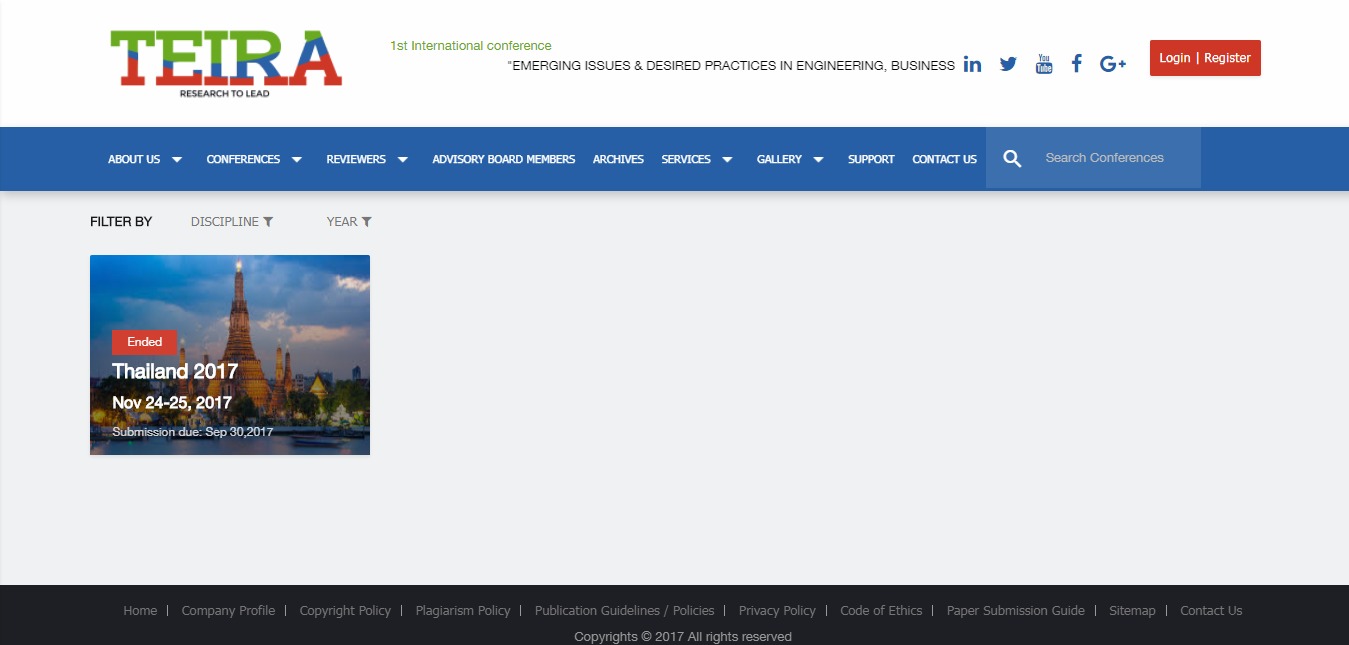 TEIRA
RESEARCH TO LEAD
1st International conference
"EMERGING ISSUES & DESIRED PRACTICES IN ENGINEERING, BUSINESS
Login | Register
ABOUT US CONFERENCES REVIEWERS ADVISORY BOARD MEMBERS ARCHIVES SERVICES GALLERY SUPPORT CONTACT US Search Conferences
FILTER BY DISCIPLINE YEAR
Ended
Thailand 2017
Nov 24-25, 2017
Submission due: Sep 30,2017
Home | Company Profile | Copyright Policy | Plagiarism Policy | Publication Guidelines / Policies | Privacy Policy | Code of Ethics | Paper Submission Guide | Sitemap | Contact Us
Copyrights © 2017 All rights reserved